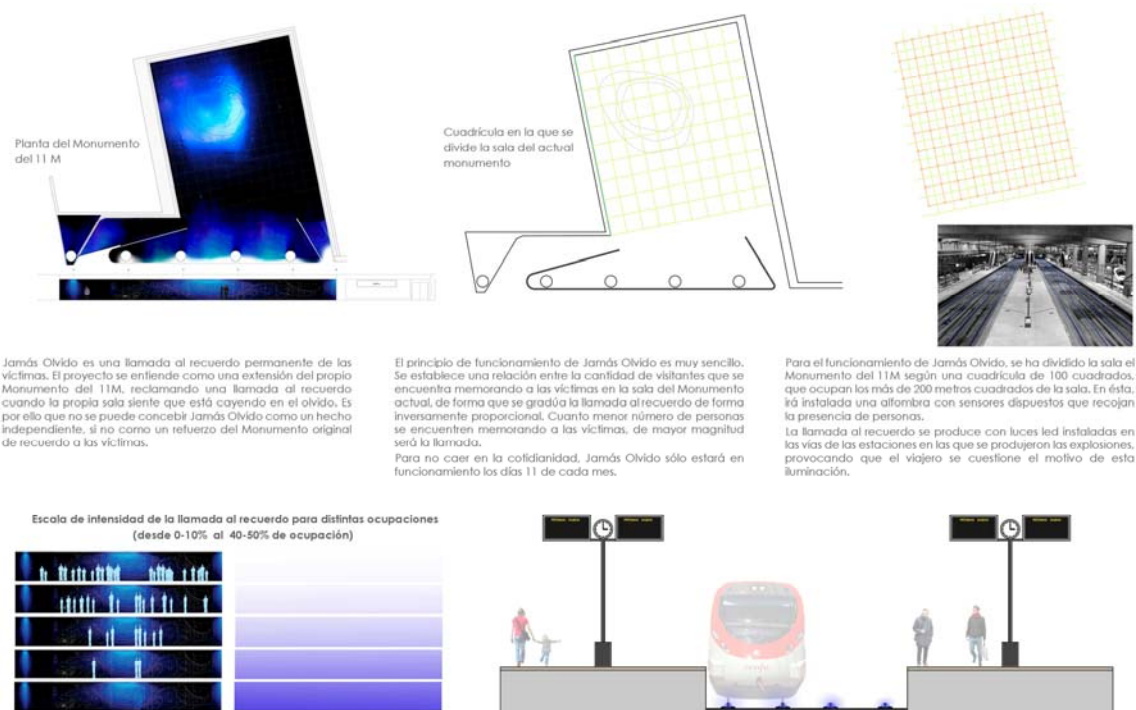 Planta del Monumento
del 11 M
Cuadrícula en la que se
divide la sala del actual
monumento
Jamás Olvido es una llamada al recuerdo permanente de las
víctimas. El proyecto se entiende como una extensión del propio
Monumento del 11M, reclamando una llamada al recuerdo
cuando la propia sala siente que está cayendo en el olvido. Es
por ello que no se puede concebir Jamás Olvido como un hecho
independiente, si no como un refuerzo del Monumento original
de recuerdo a las víctimas.
El principio de funcionamiento de Jamás Olvido es muy sencillo.
Se establece una relación entre la cantidad de visitantes que se
encuentra memorando a las víctimas en la sala del Monumento
actual, de forma que se gradúa la llamada al recuerdo de forma
inversamente proporcional. Cuanto menor número de personas
se encuentren memorando a las víctimas, de mayor magnitud
será la llamada.
Para no caer en la cotidianidad, Jamás Olvido sólo estará en
funcionamiento los días 11 de cada mes.
Para el funcionamiento de Jamás Olvido, se ha dividido la sala el
Monumento del 11M según una cuadrícula de 100 cuadrados,
que ocupan los más de 200 metros cuadrados de la sala. En ésta,
irá instalada una alfombra con sensores dispuestos que recojan
la presencia de personas.
La llamada al recuerdo se produce con luces led instaladas en
las vías de las estaciones en las que se produjeron las explosiones,
provocando que el viajero se cuestione el motivo de esta
iluminación.
Escala de intensidad de la llamada al recuerdo para distintas ocupaciones
(desde 0-10% al 40-50% de ocupación)